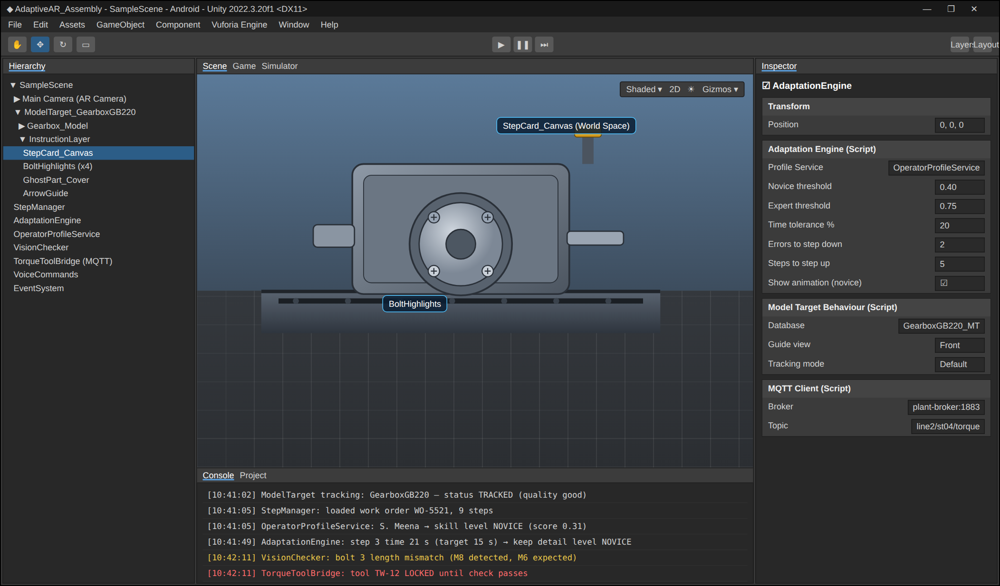 ◆ AdaptiveAR_Assembly - SampleScene - Android - Unity 2022.3.20f1 <DX11>
File Edit Assets GameObject Component Vuforia Engine Window Help
Layers Layout
Hierarchy
▼ SampleScene
▶ Main Camera (AR Camera)
▼ ModelTarget_GearboxGB220
▶ Gearbox_Model
▼ InstructionLayer
StepCard_Canvas
BoltHighlights (x4)
GhostPart_Cover
ArrowGuide
StepManager
AdaptationEngine
OperatorProfileService
VisionChecker
TorqueToolBridge (MQTT)
VoiceCommands
EventSystem
Scene Game Simulator
Shaded ▾ 2D ☀ Gizmos ▾
StepCard_Canvas (World Space)
BoltHighlights
Console Project
[10:41:02] ModelTarget tracking: GearboxGB220 — status TRACKED (quality good)
[10:41:05] StepManager: loaded work order WO-5521, 9 steps
[10:41:05] OperatorProfileService: S. Meena → skill level NOVICE (score 0.31)
[10:41:49] AdaptationEngine: step 3 time 21 s (target 15 s) → keep detail level NOVICE
[10:42:11] VisionChecker: bolt 3 length mismatch (M8 detected, M6 expected)
[10:42:11] TorqueToolBridge: tool TW-12 LOCKED until check passes
Inspector
☑ AdaptationEngine
Transform
Position 0, 0, 0
Adaptation Engine (Script)
Profile Service OperatorProfileService
Novice threshold 0.40
Expert threshold 0.75
Time tolerance % 20
Errors to step down 2
Steps to step up 5
Show animation (novice) ☑
Model Target Behaviour (Script)
Database GearboxGB220_MT
Guide view Front
Tracking mode Default
MQTT Client (Script)
Broker plant-broker:1883
Topic line2/st04/torque